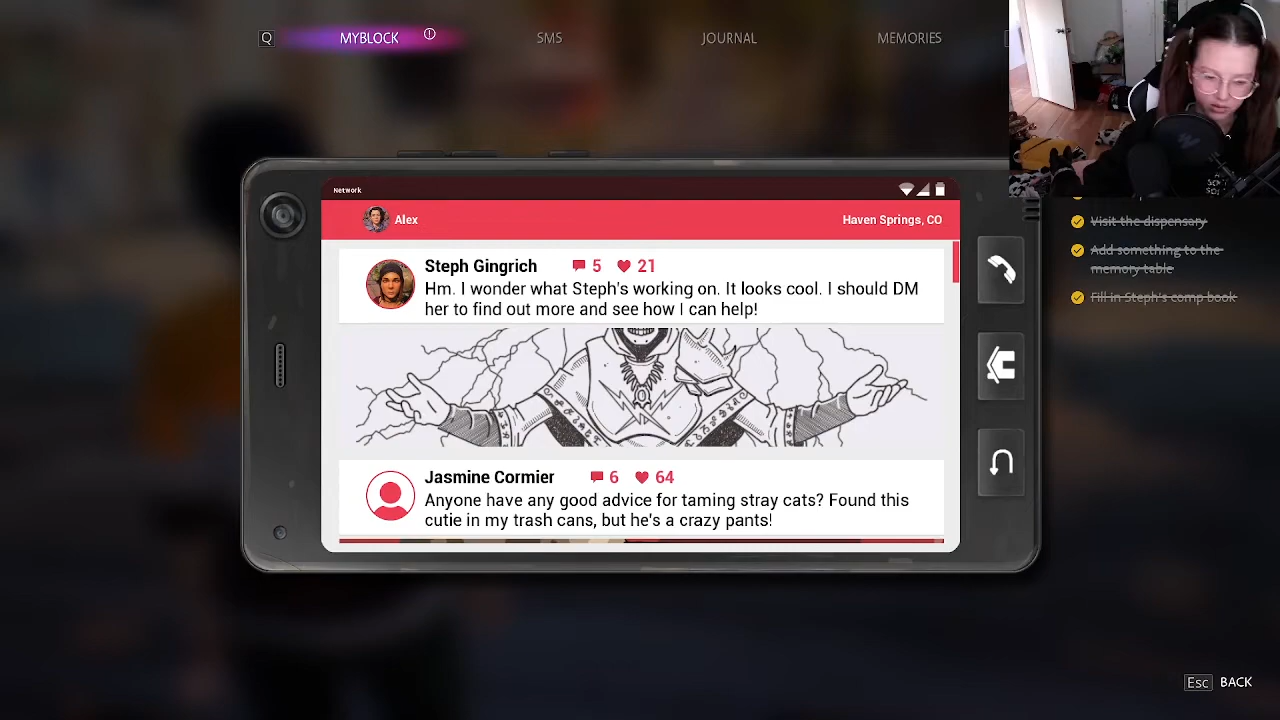 Q MYBLOCK SMS JOURNAL MEMORIES
Network
Alex Haven Springs, CO
Visit the dispensary
Add something to the
memory table
Fill in Steph's comp book
Steph Gingrich 5 21
Hm. I wonder what Steph's working on. It looks cool. I should DM
her to find out more and see how I can help!
Jasmine Cormier 6 64
Anyone have any good advice for taming stray cats? Found this
cutie in my trash cans, but he's a crazy pants!
Esc BACK